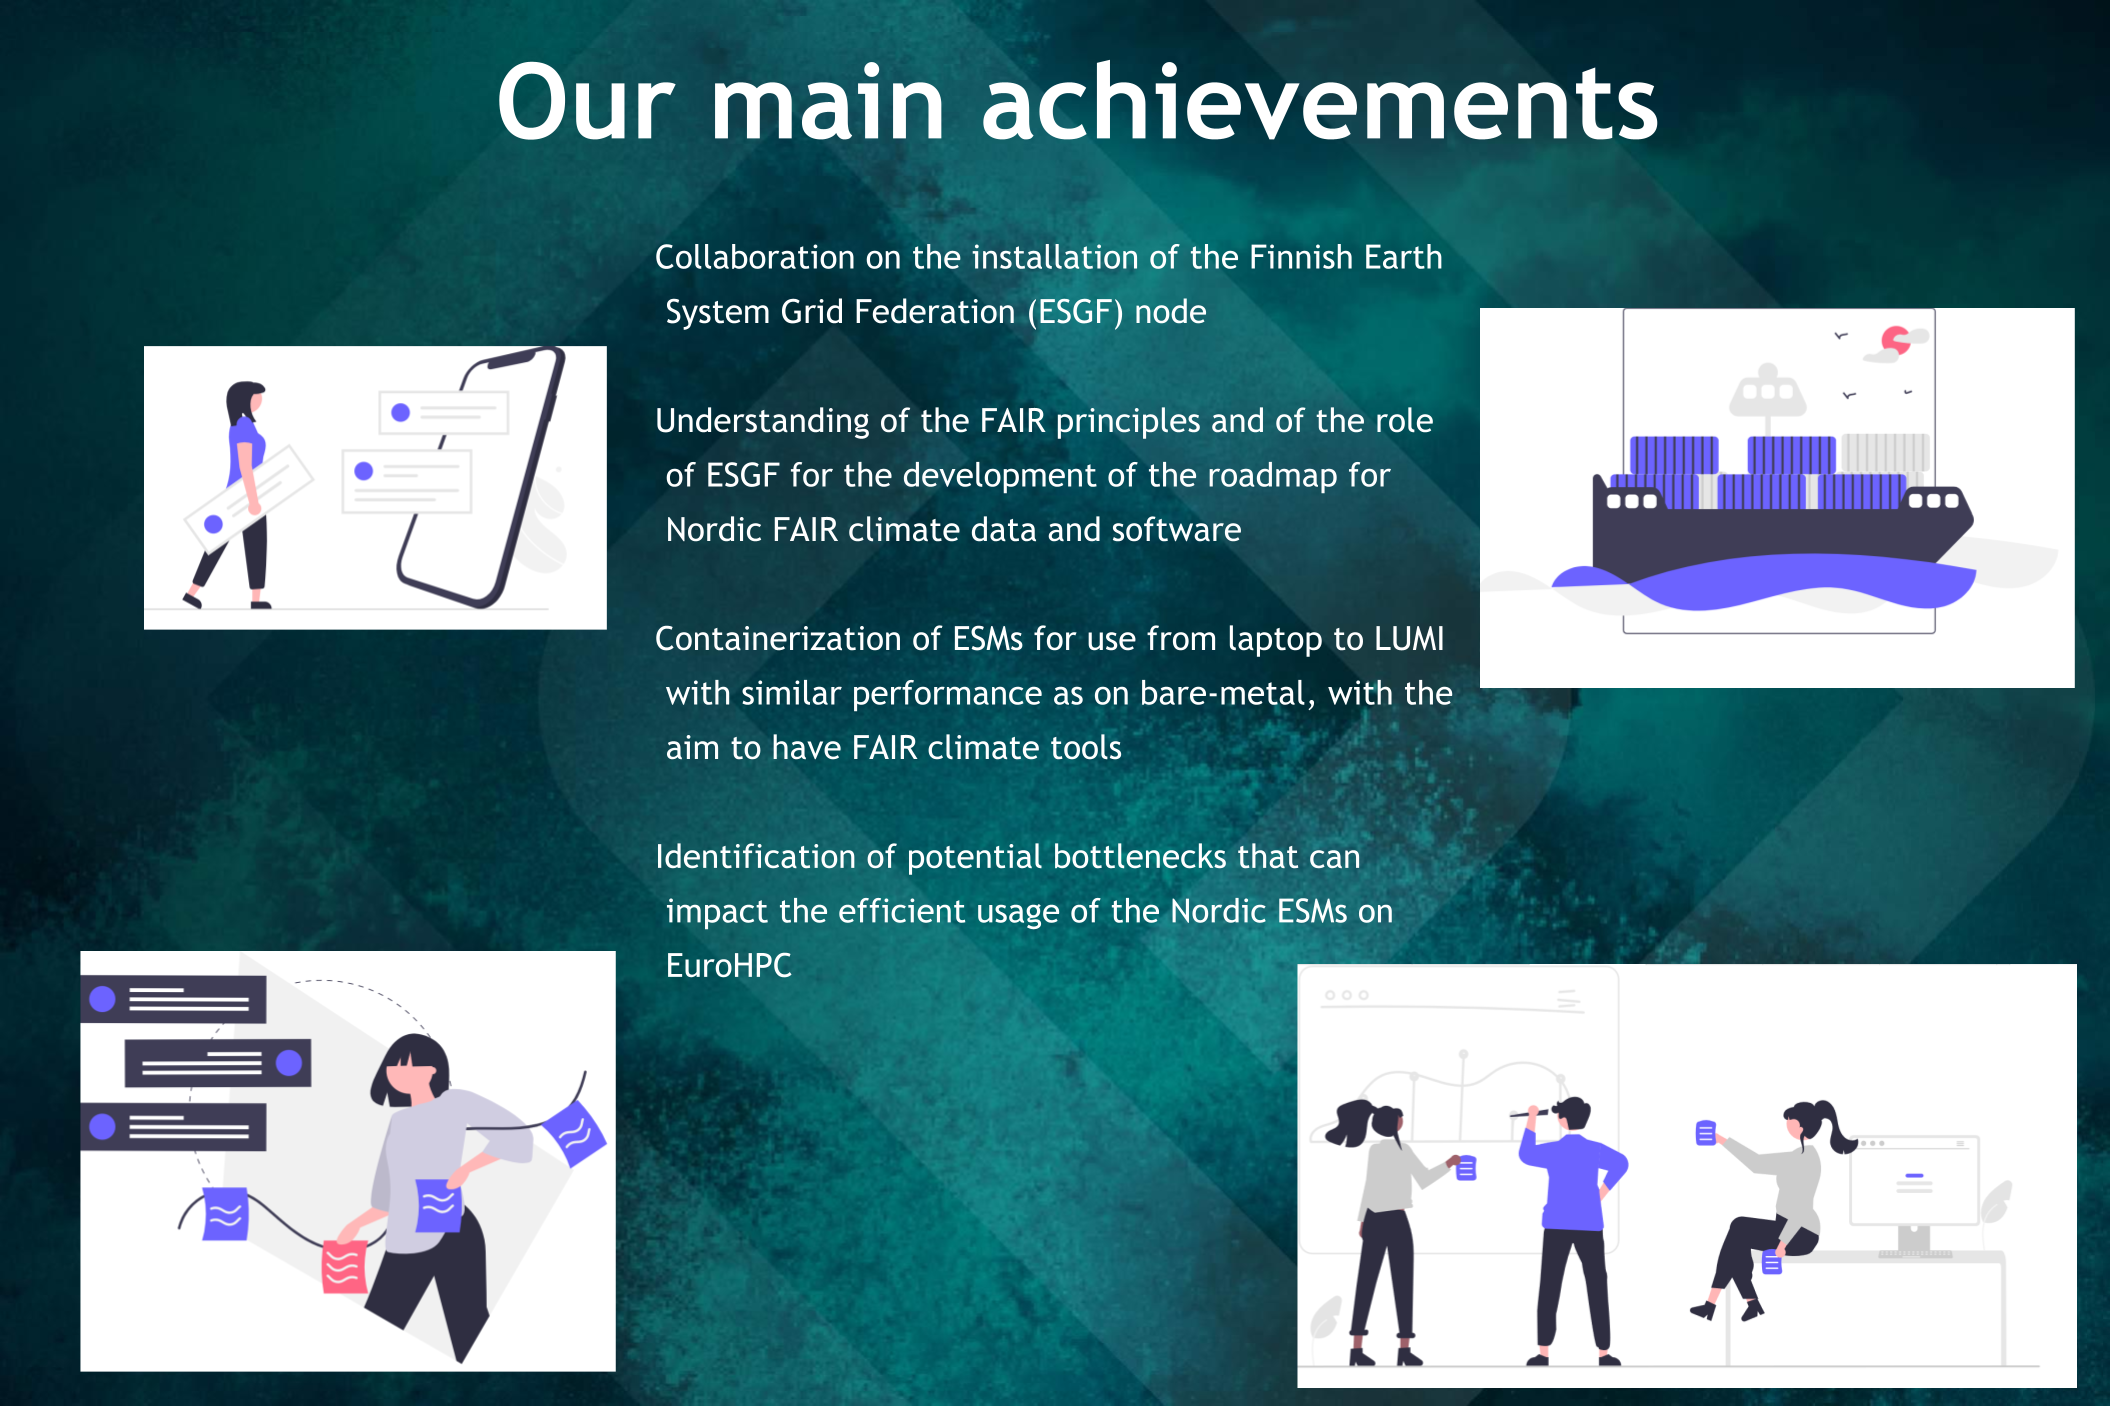 Our main achievements
Collaboration on the installation of the Finnish Earth
System Grid Federation (ESGF) node
Understanding of the FAIR principles and of the role
of ESGF for the development of the roadmap for
Nordic FAIR climate data and software
Containerization of ESMs for use from laptop to LUMI
with similar performance as on bare-metal, with the
aim to have FAIR climate tools
Identification of potential bottlenecks that can
impact the efficient usage of the Nordic ESMs on
EuroHPC